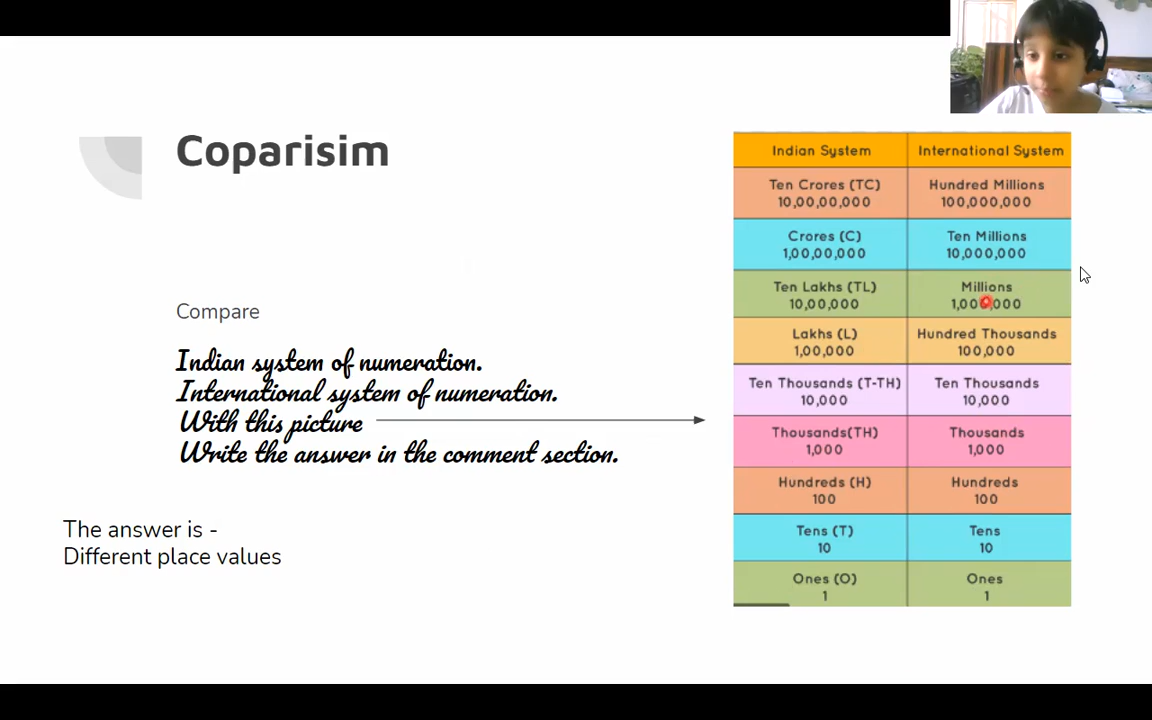 Coparisim
Compare
Indian system of numeration.
International system of numeration.
With this picture
Write the answer in the comment section.
The answer is -
Different place values
Indian System International System
Ten Crores (TC) Hundred Millions
10,00,00,000 100,000,000
Crores (C) Ten Millions
1,00,00,000 10,000,000
Ten Lakhs (TL) Millions
10,00,000
Lakhs (L) Hundred Thousands
1,00,000 100,000
Ten Thousands (T-TH) Ten Thousands
10,000 10,000
Thousands(TH) Thousands
1,000 1,000
Hundreds (H) Hundreds
100 100
Tens (T) Tens
10 10
Ones (O) Ones
1 1